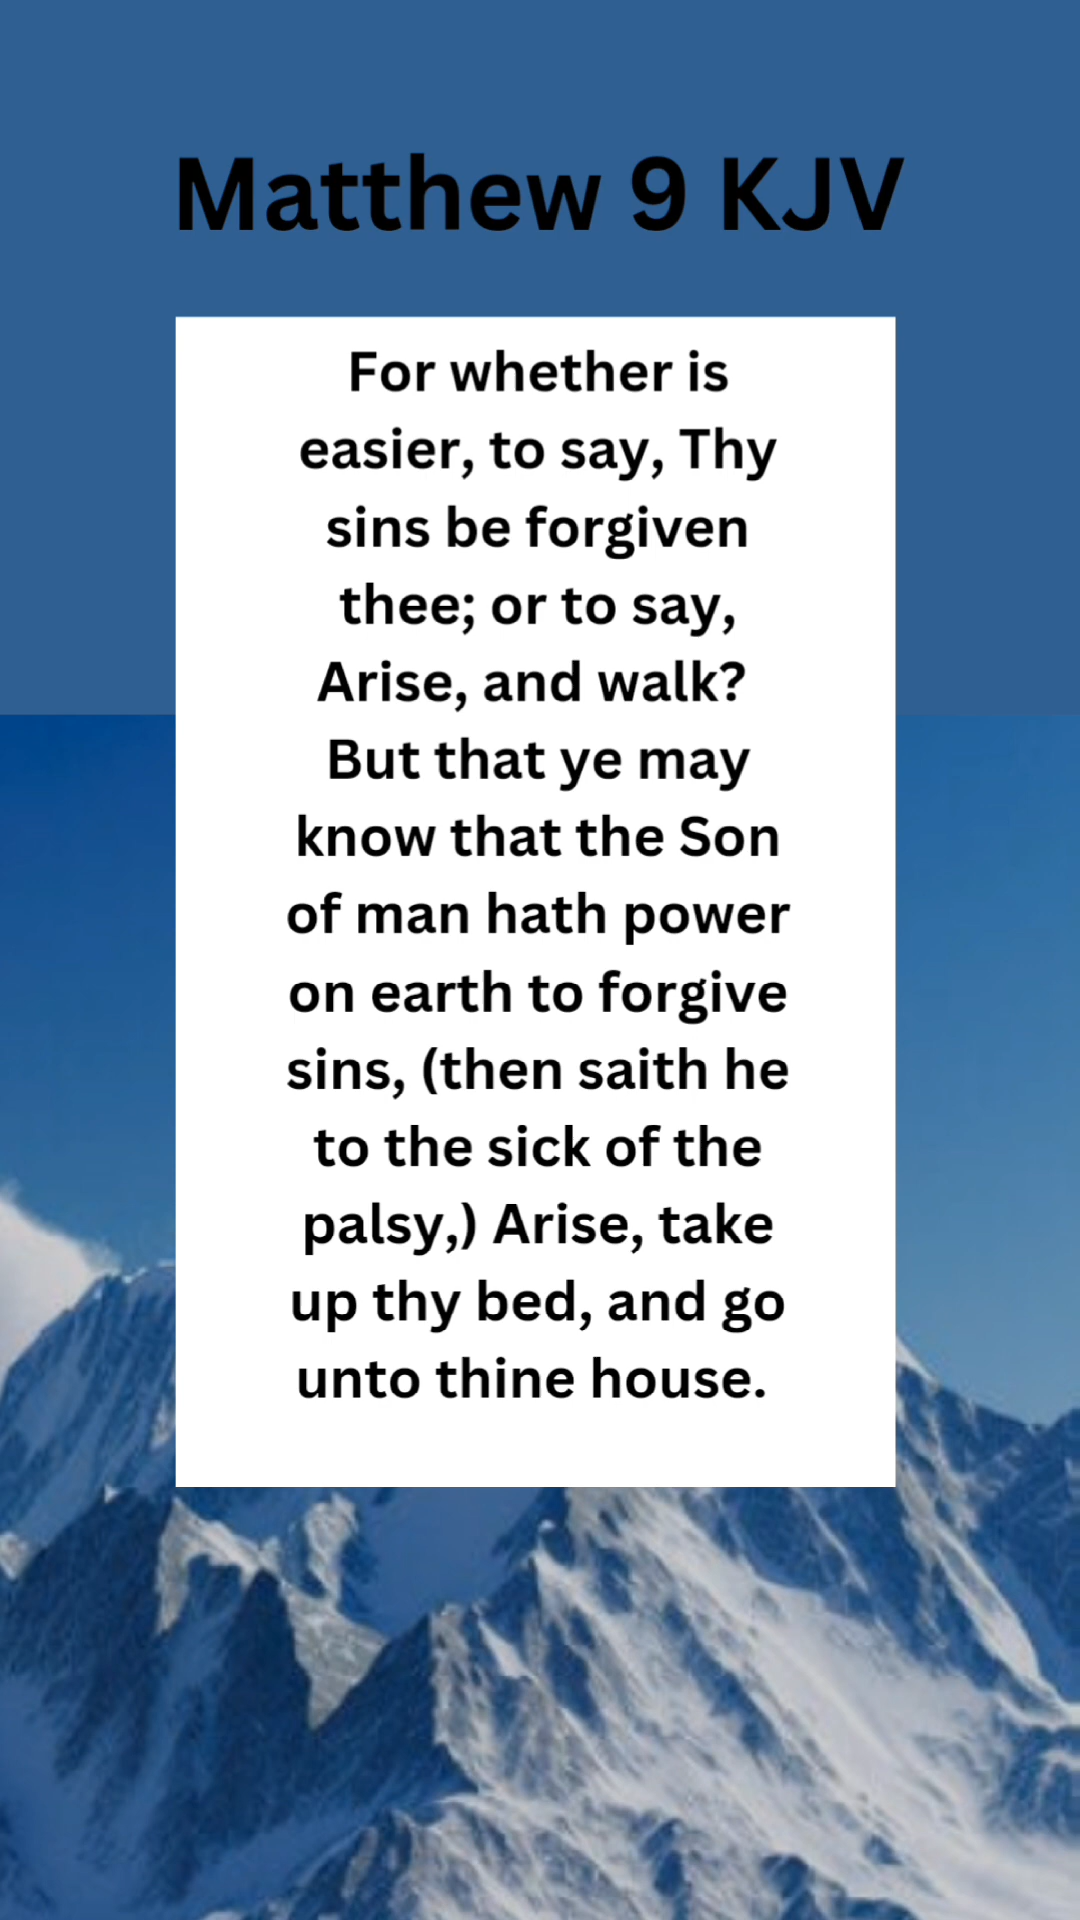 Matthew 9 KJV
For whether is
easier, to say, Thy
sins be forgiven
thee; or to say,
Arise, and walk?
But that ye may
know that the Son
of man hath power
on earth to forgive
sins, (then saith he
to the sick of the
palsy,) Arise, take
up thy bed, and go
unto thine house.